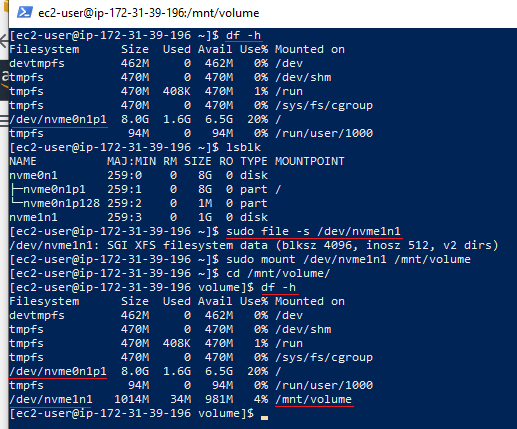 ec2-user@ip-172-31-39-196:/mnt/volume
[ec2-user@ip-172-31-39-196 ~]$ df -h
Filesystem      Size  Used Avail Use% Mounted on
devtmpfs        462M     0  462M   0% /dev
tmpfs           470M     0  470M   0% /dev/shm
tmpfs           470M  408K  470M   1% /run
tmpfs           470M     0  470M   0% /sys/fs/cgroup
/dev/nvme0n1p1  8.0G  1.6G  6.5G  20% /
tmpfs            94M     0   94M   0% /run/user/1000
[ec2-user@ip-172-31-39-196 ~]$ lsblk
NAME          MAJ:MIN RM SIZE RO TYPE MOUNTPOINT
nvme0n1       259:0    0   8G  0 disk
├─nvme0n1p1   259:1    0   8G  0 part /
└─nvme0n1p128 259:2    0   1M  0 part
nvme1n1       259:3    0   1G  0 disk
[ec2-user@ip-172-31-39-196 ~]$ sudo file -s /dev/nvme1n1
/dev/nvme1n1: SGI XFS filesystem data (blksz 4096, inosz 512, v2 dirs)
[ec2-user@ip-172-31-39-196 ~]$ sudo mount /dev/nvme1n1 /mnt/volume
[ec2-user@ip-172-31-39-196 ~]$ cd /mnt/volume/
[ec2-user@ip-172-31-39-196 volume]$ df -h
Filesystem      Size  Used Avail Use% Mounted on
devtmpfs        462M     0  462M   0% /dev
tmpfs           470M     0  470M   0% /dev/shm
tmpfs           470M  408K  470M   1% /run
tmpfs           470M     0  470M   0% /sys/fs/cgroup
/dev/nvme0n1p1  8.0G  1.6G  6.5G  20% /
tmpfs            94M     0   94M   0% /run/user/1000
/dev/nvme1n1   1014M   34M  981M   4% /mnt/volume
[ec2-user@ip-172-31-39-196 volume]$